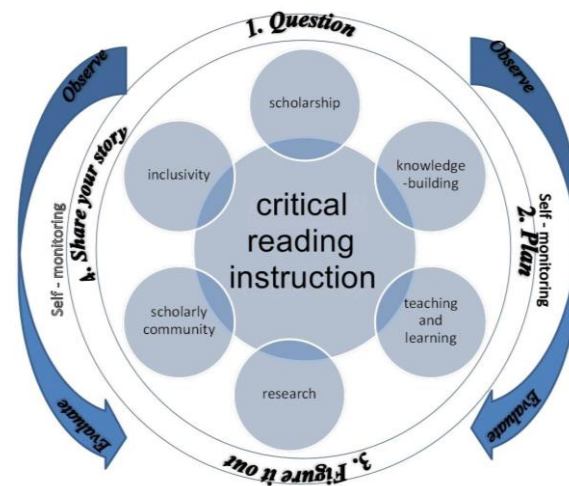 1. Question
Observe
Observe
scholarship
inclusivity
knowledge
-building
4. Share your story
Self - monitoring
critical
reading
instruction
2. Plan
Self - monitoring
scholarly
community
teaching
and
learning
research
Evaluate
Evaluate
3. Figure it out